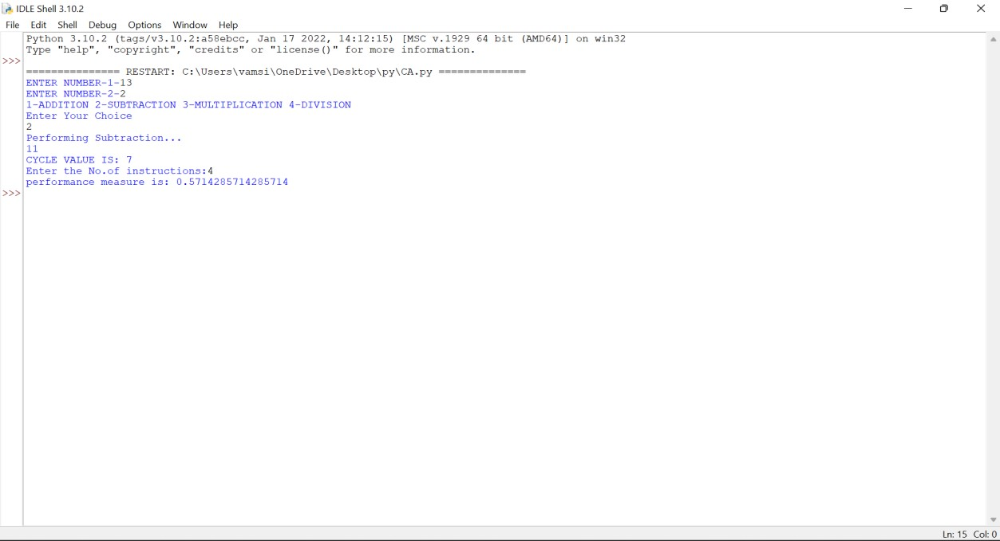 IDLE Shell 3.10.2
File Edit Shell Debug Options Window Help
Python 3.10.2 (tags/v3.10.2:a58ebcc, Jan 17 2022, 14:12:15) [MSC v.1929 64 bit (AMD64)] on win32
Type "help", "copyright", "credits" or "license()" for more information.
>>>
=============== RESTART: C:\Users\vamsi\OneDrive\Desktop\py\CA.py ==============
ENTER NUMBER-1-13
ENTER NUMBER-2-2
1-ADDITION 2-SUBTRACTION 3-MULTIPLICATION 4-DIVISION
Enter Your Choice
2
Performing Subtraction...
11
CYCLE VALUE IS: 7
Enter the No.of instructions:4
performance measure is: 0.5714285714285714
>>>
Ln: 15 Col: 0